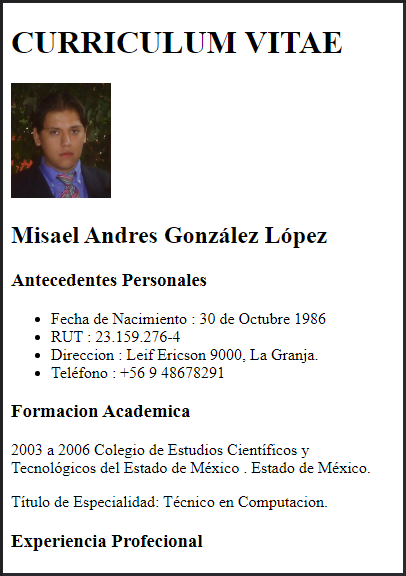 CURRICULUM VITAE
Misael Andres González López
Antecedentes Personales
Fecha de Nacimiento : 30 de Octubre 1986
RUT : 23.159.276-4
Direccion : Leif Ericson 9000, La Granja.
Teléfono : +56 9 48678291
Formacion Academica
2003 a 2006 Colegio de Estudios Científicos y
Tecnológicos del Estado de México . Estado de México.
Título de Especialidad: Técnico en Computacion.
Experiencia Profecional